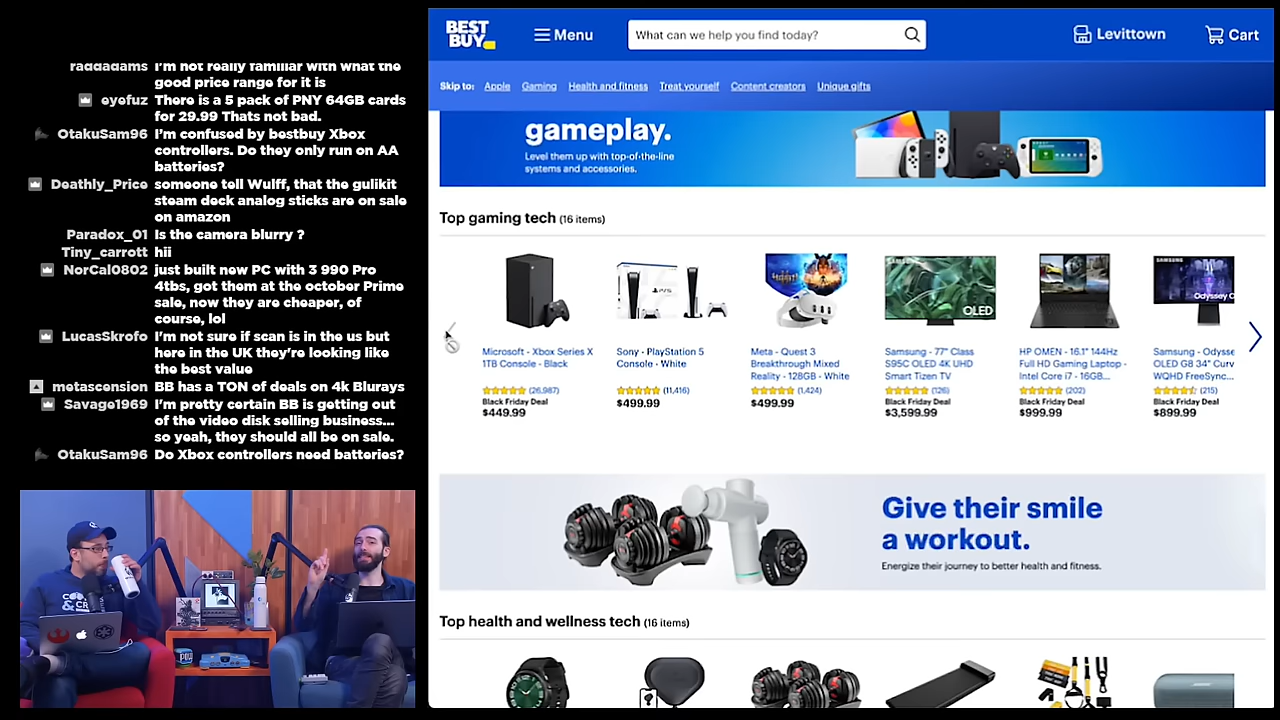 raddadams I'm not really familiar with what the
good price range for it is
eyefuz There is a 5 pack of PNY 64GB cards
for 29.99 Thats not bad.
OtakuSam96 I'm confused by bestbuy Xbox
controllers. Do they only run on AA
batteries?
Deathly_Price someone tell Wulff, that the gulikit
steam deck analog sticks are on sale
on amazon
Paradox_01 Is the camera blurry ?
Tiny_carrott hii
NorCal0802 just built new PC with 3 990 Pro
4tbs, got them at the october Prime
sale, now they are cheaper, of
course, lol
LucasSkrofo I'm not sure if scan is in the us but
here in the UK they're looking like
the best value
metasension BB has a TON of deals on 4k Blurays
Savage1969 I'm pretty certain BB is getting out
of the video disk selling business...
so yeah, they should all be on sale.
OtakuSam96 Do Xbox controllers need batteries?
BEST
BUY
Menu
What can we help you find today?
Levittown
Cart
Skip to: Apple Gaming Health and fitness Treat yourself Content creators Unique gifts
gameplay.
Level them up with top-of-the-line
systems and accessories.
Top gaming tech (16 items)
SAMSUNG
OLED
SAMSUNG
Odyssey
Microsoft - Xbox Series X
1TB Console - Black
(26,987)
Black Friday Deal
$449.99
Sony - PlayStation 5
Console - White
(11,416)
$499.99
Meta - Quest 3
Breakthrough Mixed
Reality - 128GB - White
(1,424)
$499.99
Samsung - 77" Class
S95C OLED 4K UHD
Smart Tizen TV
(126)
Black Friday Deal
$3,599.99
HP OMEN - 16.1" 144Hz
Full HD Gaming Laptop -
Intel Core i7 - 16GB...
(202)
Black Friday Deal
$999.99
Samsung - Odysse
OLED G8 34" Curv
WQHD FreeSync...
(215)
Black Friday Deal
$899.99
Give their smile
a workout.
Energize their journey to better health and fitness.
Top health and wellness tech (16 items)